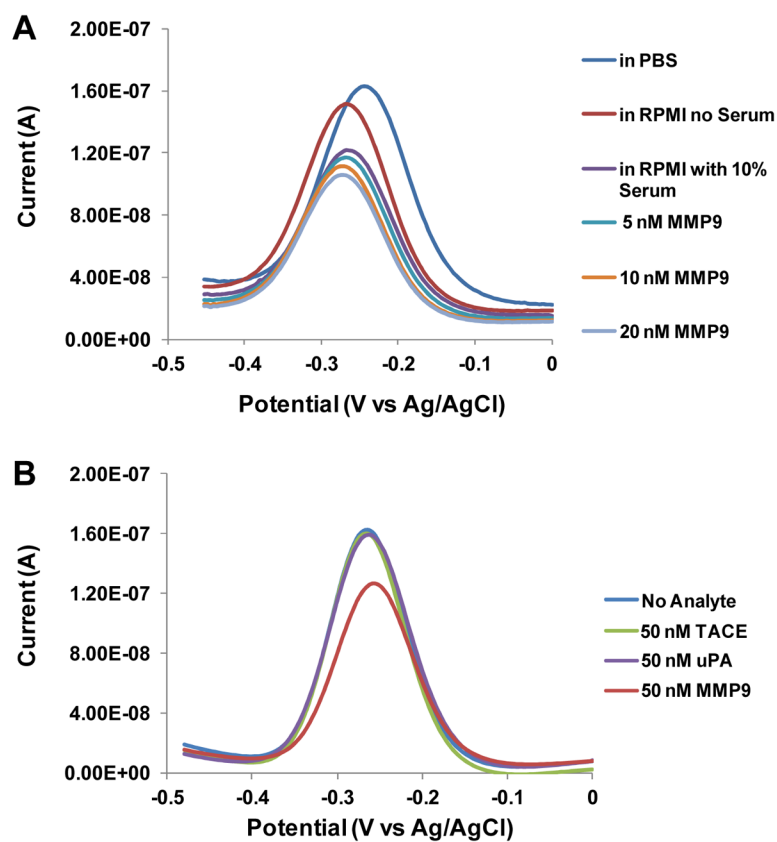 A
2.00E-07
1.60E-07
1.20E-07
8.00E-08
4.00E-08
0.00E+00
Current (A)
-0.5
-0.4
-0.3
-0.2
-0.1
0
Potential (V vs Ag/AgCl)
in PBS
in RPMI no Serum
in RPMI with 10%
Serum
5 nM MMP9
10 nM MMP9
20 nM MMP9
B
2.00E-07
1.60E-07
1.20E-07
8.00E-08
4.00E-08
0.00E+00
Current (A)
-0.5
-0.4
-0.3
-0.2
-0.1
0
Potential (V vs Ag/AgCl)
No Analyte
50 nM TACE
50 nM uPA
50 nM MMP9